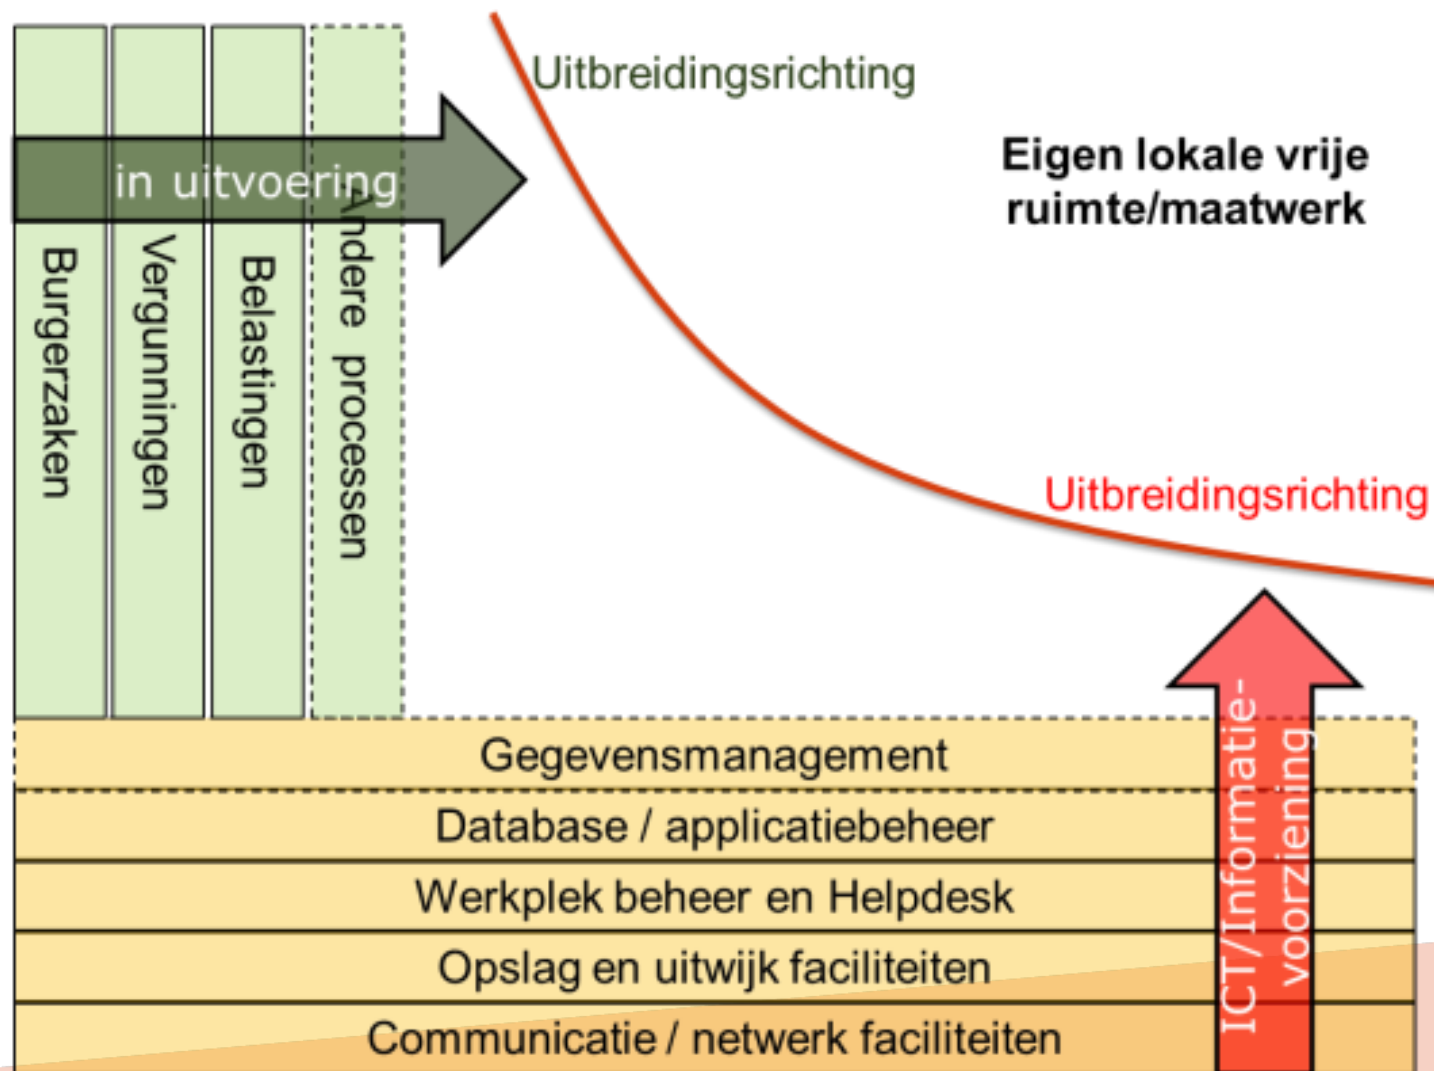 Uitbreidingsrichting
Eigen lokale vrije
ruimte/maatwerk
in uitvoering
Burgerzaken
Vergunningen
Belastingen
Andere processen
Uitbreidingsrichting
ICT/Informatie-
voorziening
Gegevensmanagement
Database / applicatiebeheer
Werkplek beheer en Helpdesk
Opslag en uitwijk faciliteiten
Communicatie / netwerk faciliteiten